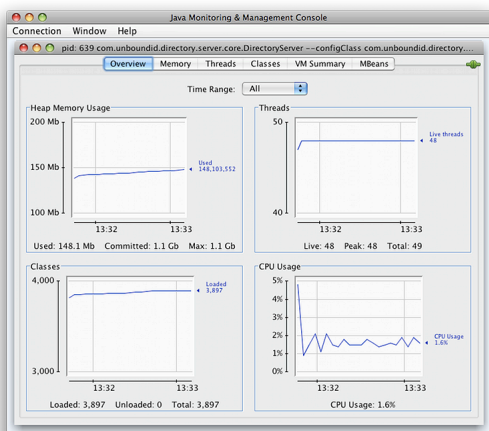 Java Monitoring & Management Console
Connection Window Help
pid: 639 com.unboundid.directory.server.core.DirectoryServer --configClass com.unboundid.directory....
Overview Memory Threads Classes VM Summary MBeans
Time Range: All
Heap Memory Usage
200 Mb
150 Mb
100 Mb
Used
148,103,552
13:32 13:33
Used: 148.1 Mb Committed: 1.1 Gb Max: 1.1 Gb
Threads
50
40
Live threads
48
13:32 13:33
Live: 48 Peak: 48 Total: 49
Classes
4,000
3,000
Loaded
3,897
13:32 13:33
Loaded: 3,897 Unloaded: 0 Total: 3,897
CPU Usage
5%
4%
3%
2%
1%
0%
CPU Usage
1.6%
13:32 13:33
CPU Usage: 1.6%